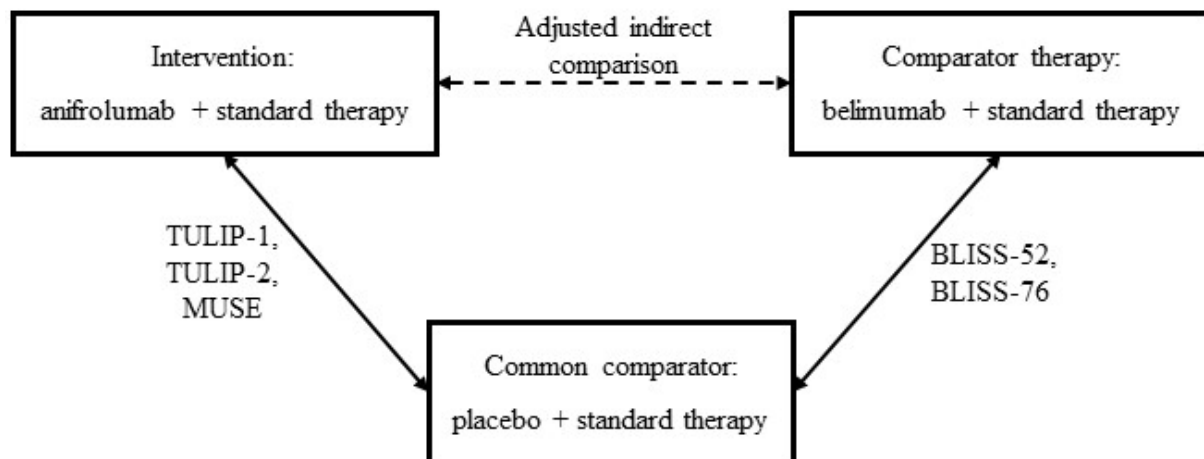 Intervention:
anifrolumab + standard therapy
Adjusted indirect
comparison
Comparator therapy:
belimumab + standard therapy
TULIP-1,
TULIP-2,
MUSE
BLISS-52,
BLISS-76
Common comparator:
placebo + standard therapy